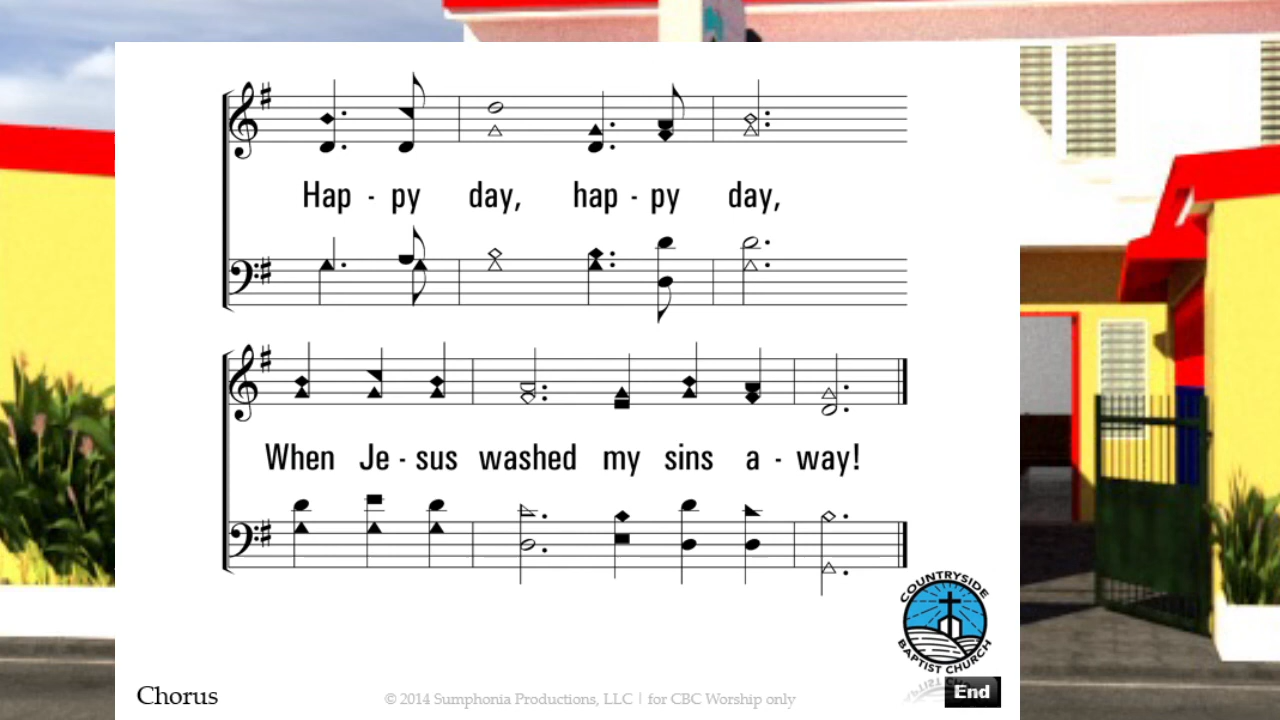 Hap - py day, hap - py day,
When Je - sus washed my sins a - way!
COUNTRYSIDE
BAPTIST CHURCH
Chorus
© 2014 Sumphonia Productions, LLC | for CBC Worship only
End